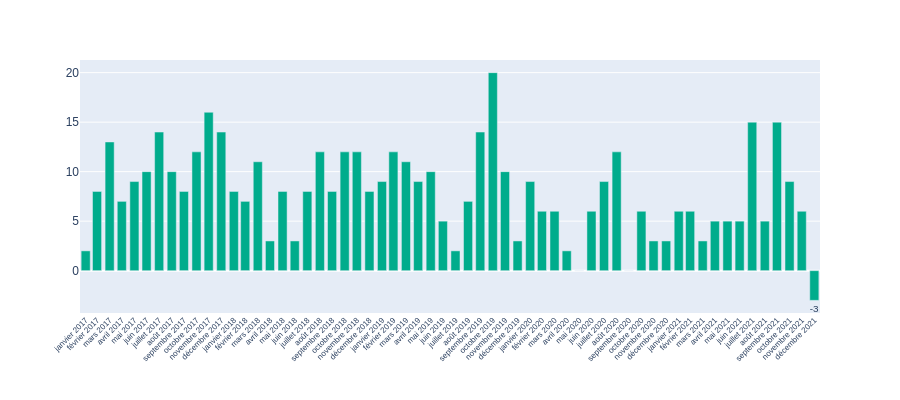 20
15
10
5
0
-3
janvier 2017
février 2017
mars 2017
avril 2017
mai 2017
juin 2017
juillet 2017
août 2017
septembre 2017
octobre 2017
novembre 2017
décembre 2017
janvier 2018
février 2018
mars 2018
avril 2018
mai 2018
juin 2018
juillet 2018
août 2018
septembre 2018
octobre 2018
novembre 2018
décembre 2018
janvier 2019
février 2019
mars 2019
avril 2019
mai 2019
juin 2019
juillet 2019
août 2019
septembre 2019
octobre 2019
novembre 2019
décembre 2019
janvier 2020
février 2020
mars 2020
avril 2020
mai 2020
juin 2020
juillet 2020
août 2020
septembre 2020
octobre 2020
novembre 2020
décembre 2020
janvier 2021
février 2021
mars 2021
avril 2021
mai 2021
juin 2021
juillet 2021
août 2021
septembre 2021
octobre 2021
novembre 2021
décembre 2021